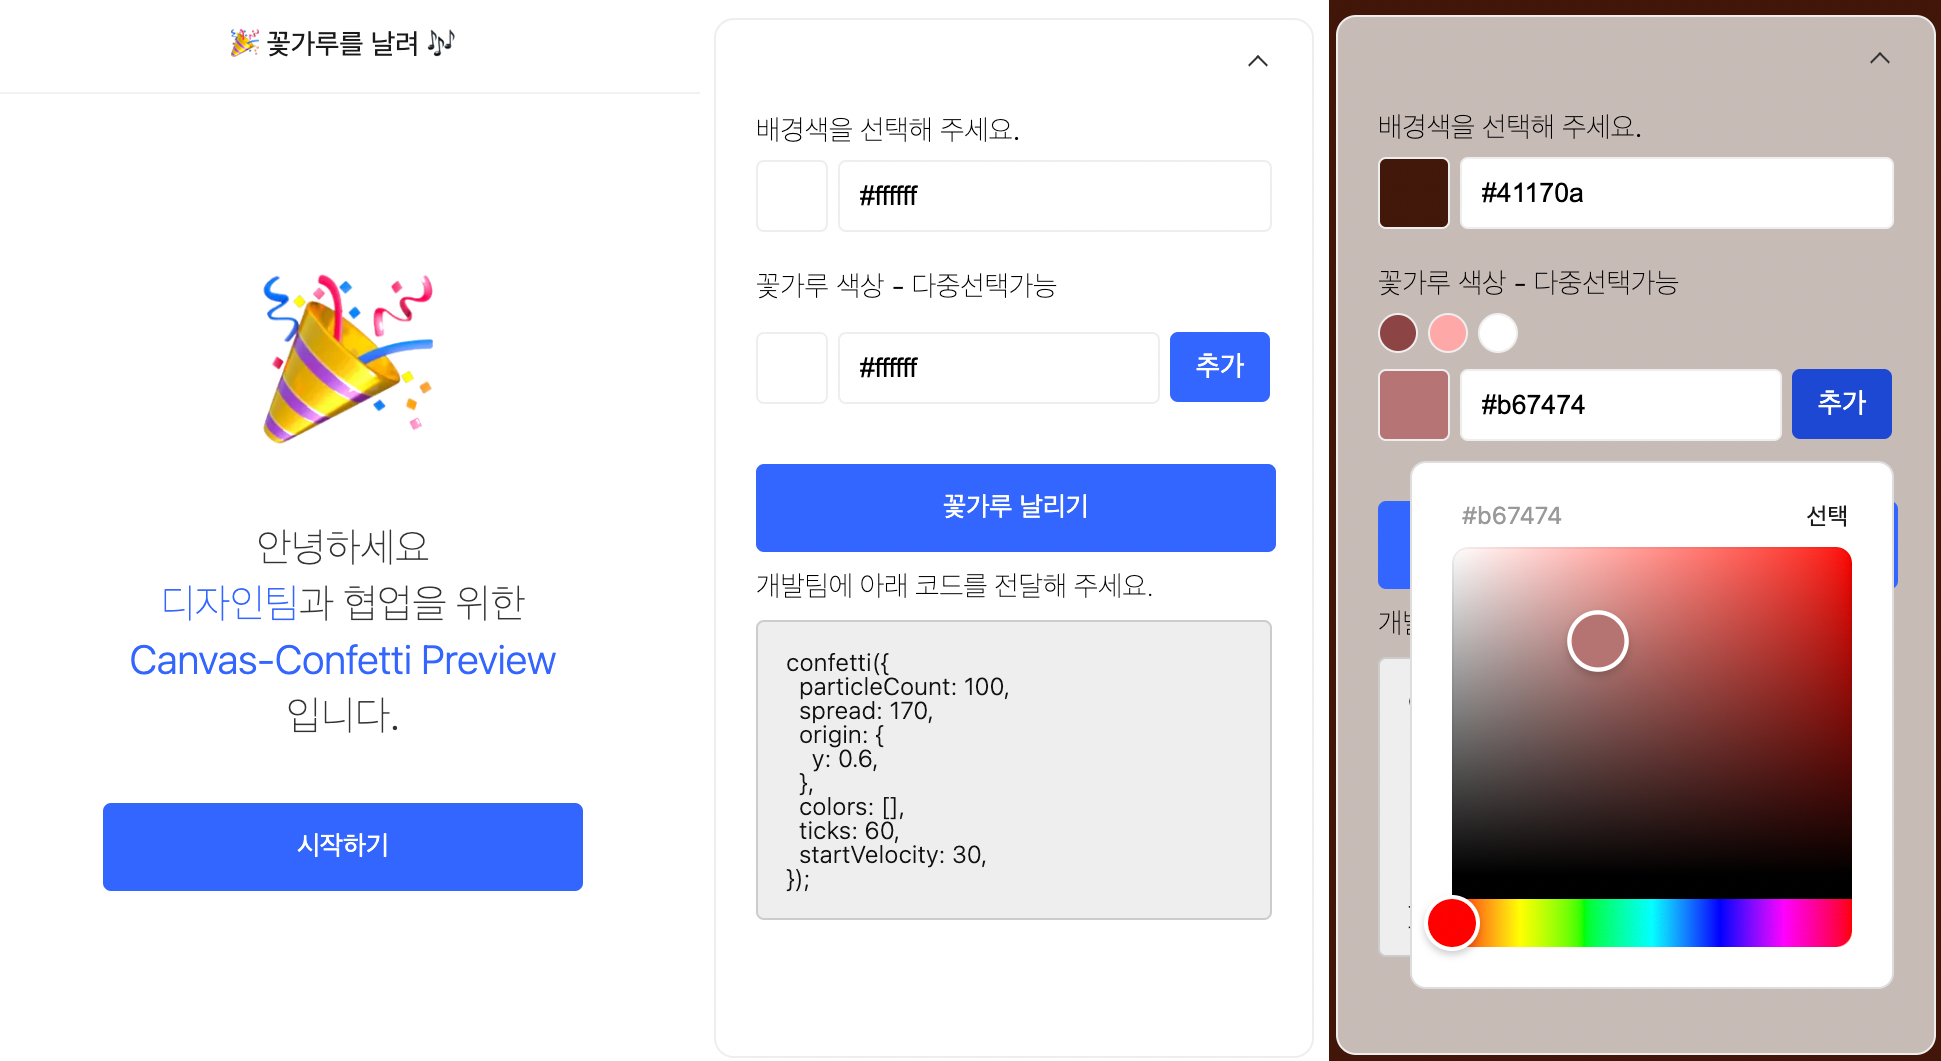 🎉 꽃가루를 날려 🎶
안녕하세요
디자인팀과 협업을 위한
Canvas-Confetti Preview
입니다.
시작하기
배경색을 선택해 주세요.
#ffffff
꽃가루 색상 - 다중선택가능
#ffffff
추가
꽃가루 날리기
개발팀에 아래 코드를 전달해 주세요.
confetti({
  particleCount: 100,
  spread: 170,
  origin: {
    y: 0.6,
  },
  colors: [],
  ticks: 60,
  startVelocity: 30,
});
배경색을 선택해 주세요.
#41170a
꽃가루 색상 - 다중선택가능
#b67474
추가
#b67474
선택